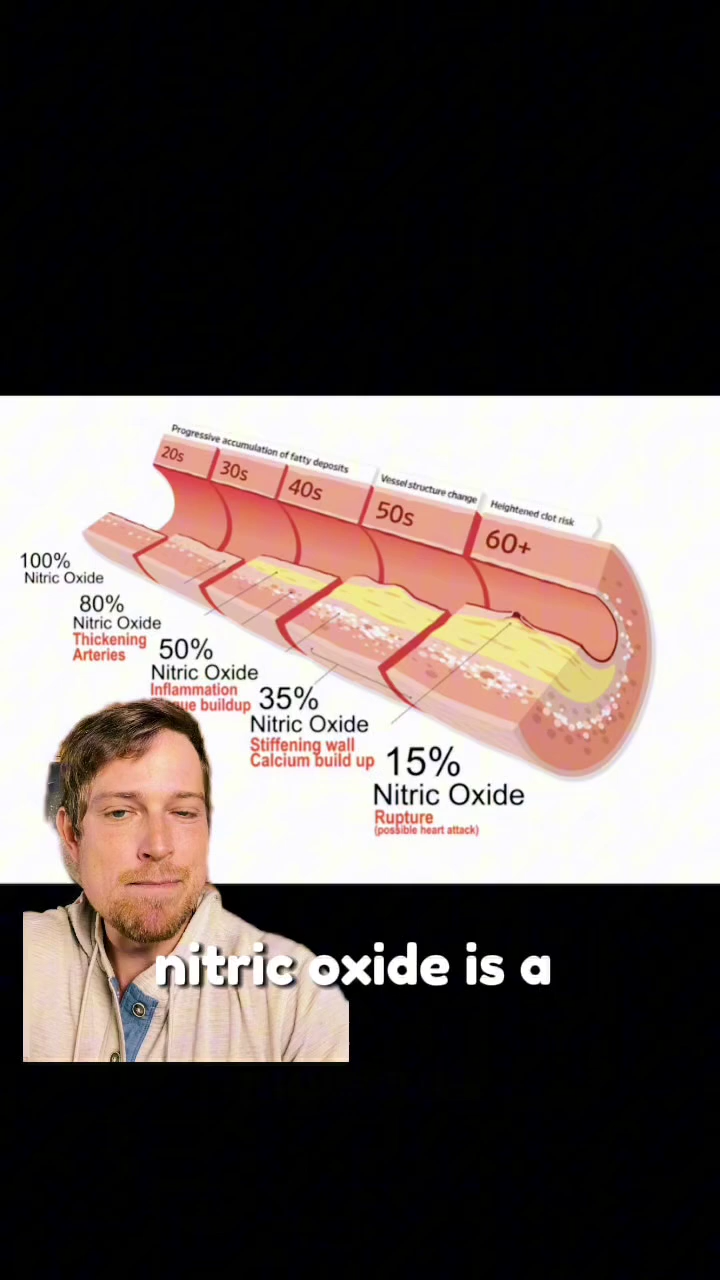 Progressive accumulation of fatty deposits
Vessel structure change
Heightened clot risk
20s
30s
40s
50s
60+
100%
Nitric Oxide
80%
Nitric Oxide
Thickening
Arteries
50%
Nitric Oxide
Inflammation
buildup
35%
Nitric Oxide
Stiffening wall
Calcium build up
15%
Nitric Oxide
Rupture
(possible heart attack)
nitric oxide is a